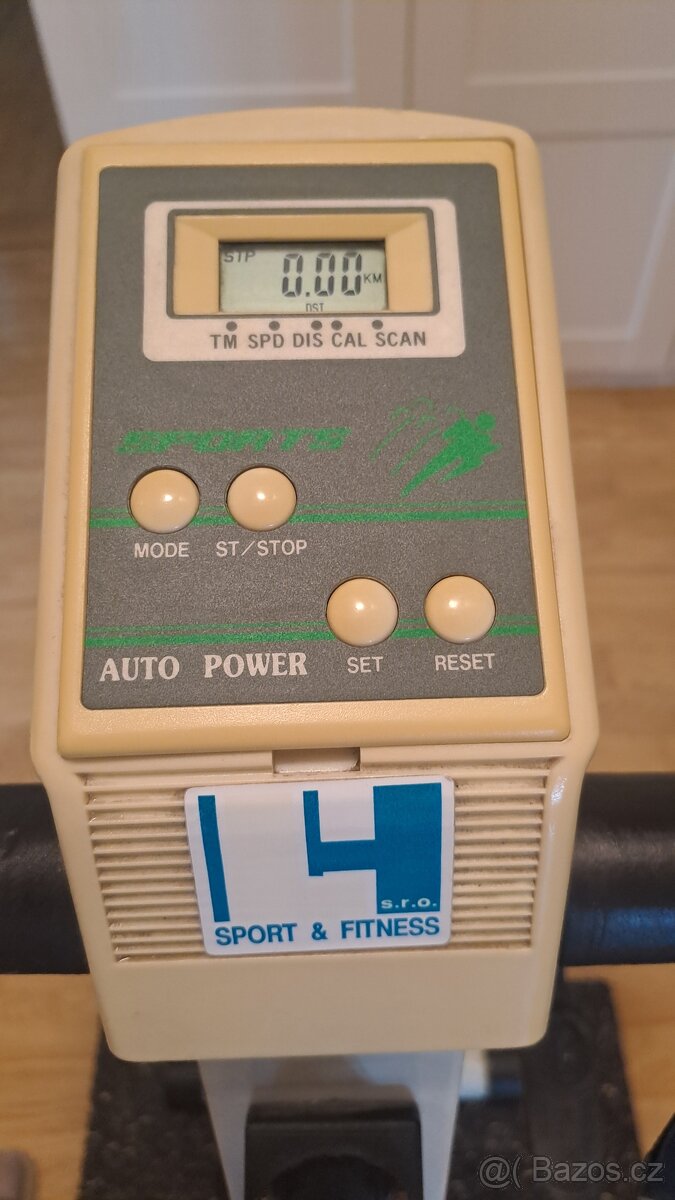 STP 0.00 KM
DST
TM SPD DIS CAL SCAN
SPORTS
MODE ST/STOP
AUTO POWER SET RESET
s.r.o.
SPORT & FITNESS
@( Bazos.cz